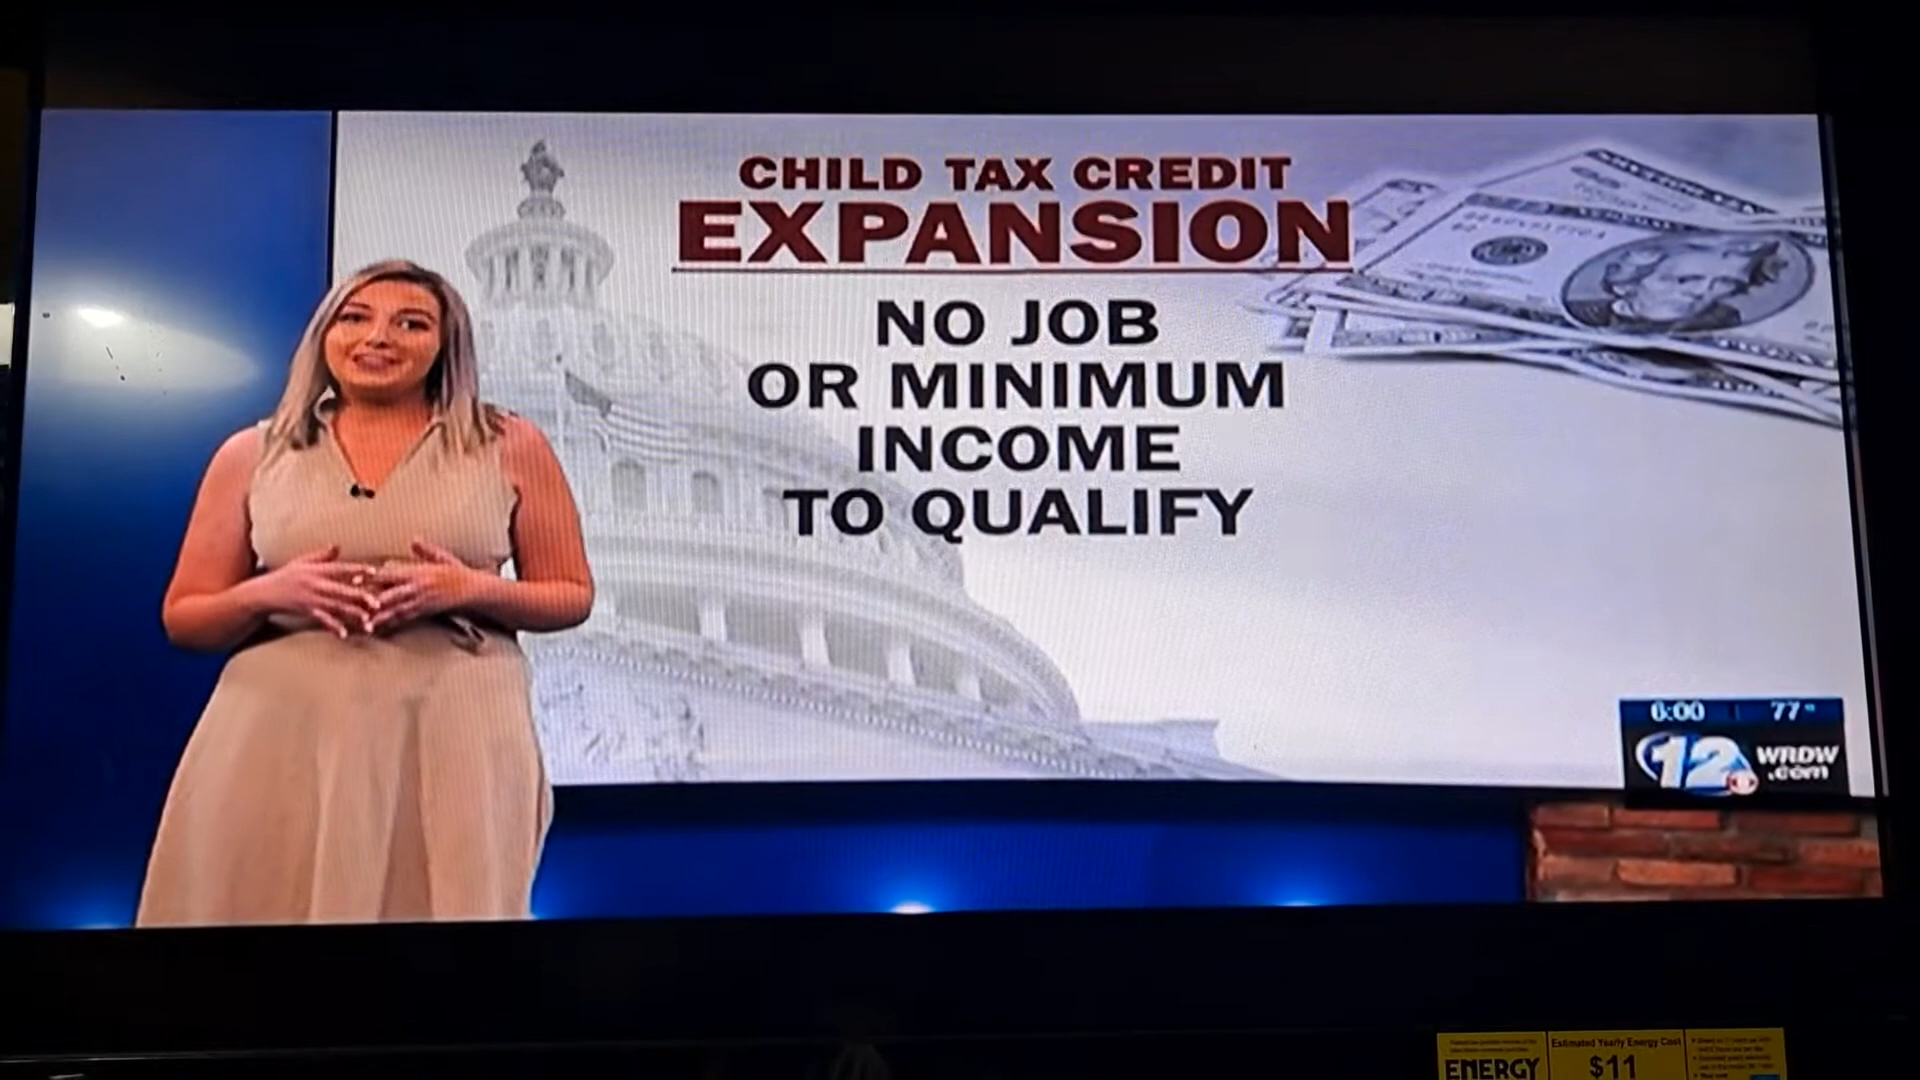 CHILD TAX CREDIT
EXPANSION
NO JOB
OR MINIMUM
INCOME
TO QUALIFY
6:00 77°
12 WRDW
.com
Estimated Yearly Energy Cost
ENERGY $11